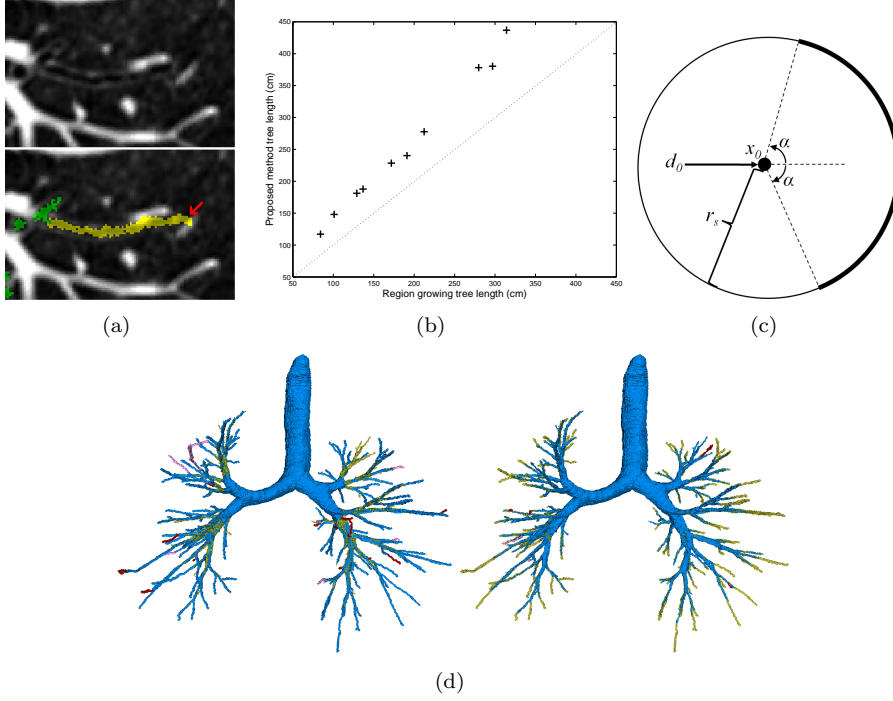 450
400
350
300
250
200
150
100
50
Proposed method tree length (cm)
50 100 150 200 250 300 350 400 450
Region growing tree length (cm)
d₀
x₀
α
α
rₛ
(a)
(b)
(c)
(d)